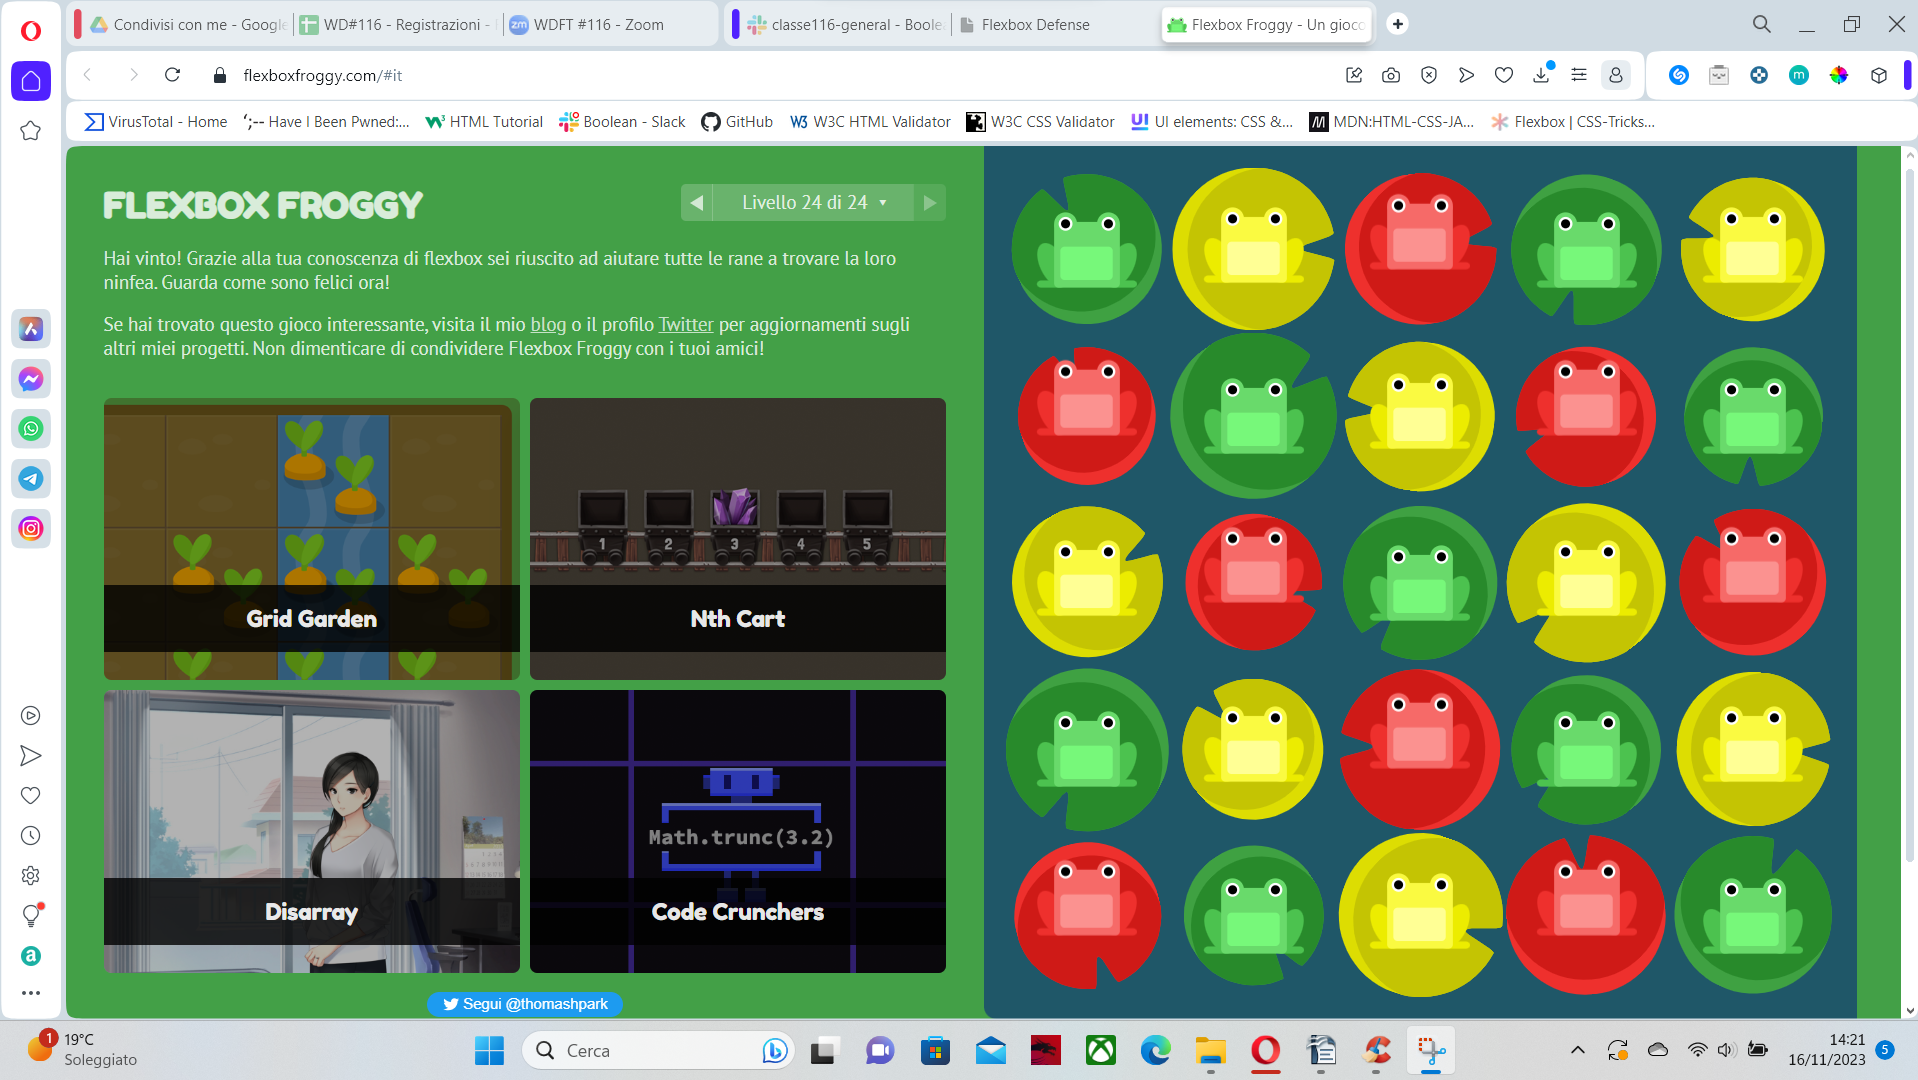 Condivisi con me - Google
WD#116 - Registrazioni -
WDFT #116 - Zoom
classe116-general - Boole
Flexbox Defense
Flexbox Froggy - Un gioco
flexboxfroggy.com/#it
VirusTotal - Home
';-- Have I Been Pwned:...
HTML Tutorial
Boolean - Slack
GitHub
W3C HTML Validator
W3C CSS Validator
UI elements: CSS &...
MDN:HTML-CSS-JA...
Flexbox | CSS-Tricks...
FLEXBOX FROGGY
Livello 24 di 24
Hai vinto! Grazie alla tua conoscenza di flexbox sei riuscito ad aiutare tutte le rane a trovare la loro
ninfea. Guarda come sono felici ora!
Se hai trovato questo gioco interessante, visita il mio blog o il profilo Twitter per aggiornamenti sugli
altri miei progetti. Non dimenticare di condividere Flexbox Froggy con i tuoi amici!
Grid Garden
1 2 3 4 5
Nth Cart
Disarray
Math.trunc(3.2)
Code Crunchers
Segui @thomashpark
1
19°C
Soleggiato
Cerca
14:21
16/11/2023
5